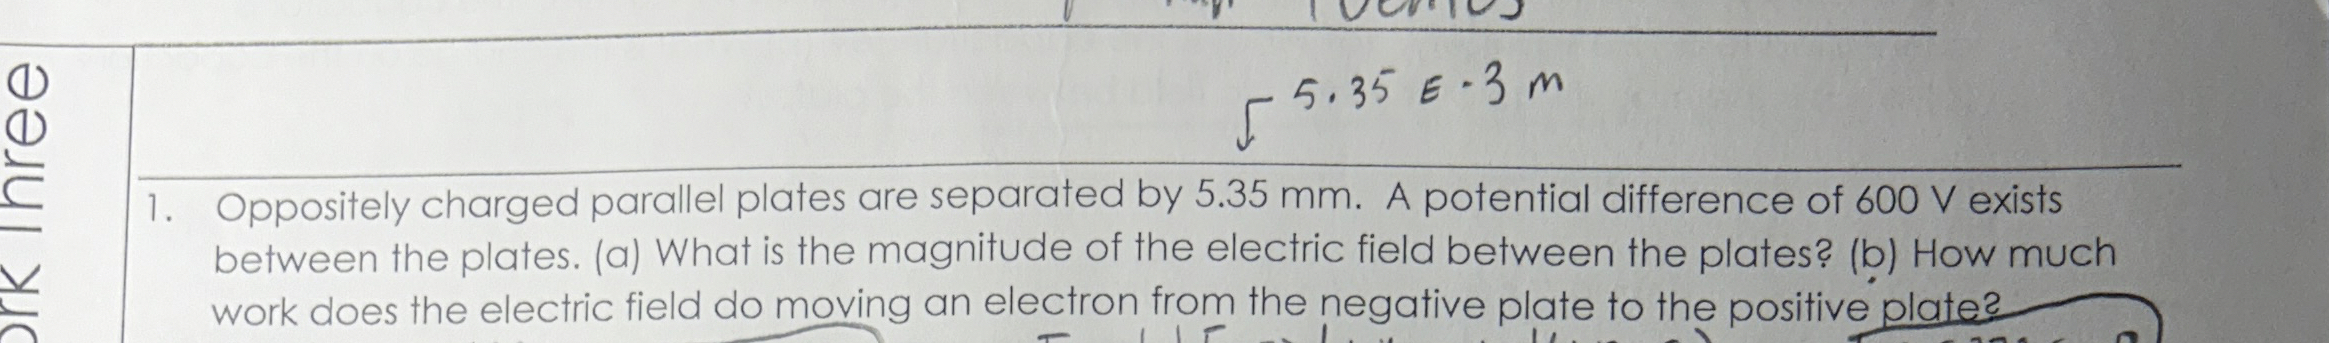 5.35 E-3 m
1. Oppositely charged parallel plates are separated by 5.35 mm. A potential difference of 600 V exists
between the plates. (a) What is the magnitude of the electric field between the plates? (b) How much
work does the electric field do moving an electron from the negative plate to the positive plate?
Three